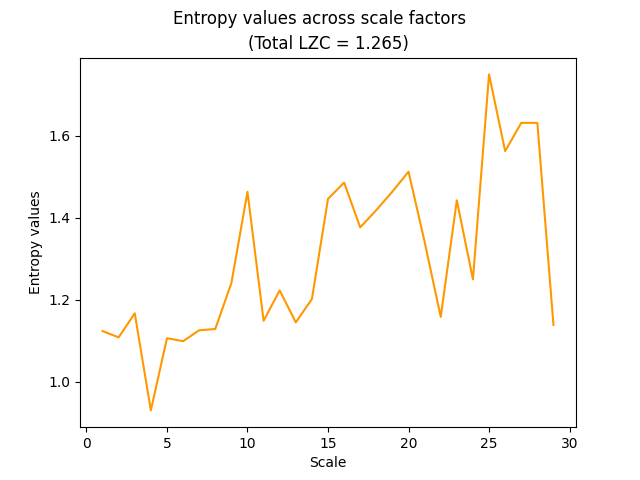 Entropy values across scale factors
(Total LZC = 1.265)
Entropy values
1.6
1.4
1.2
1.0
0
5
10
15
20
25
30
Scale